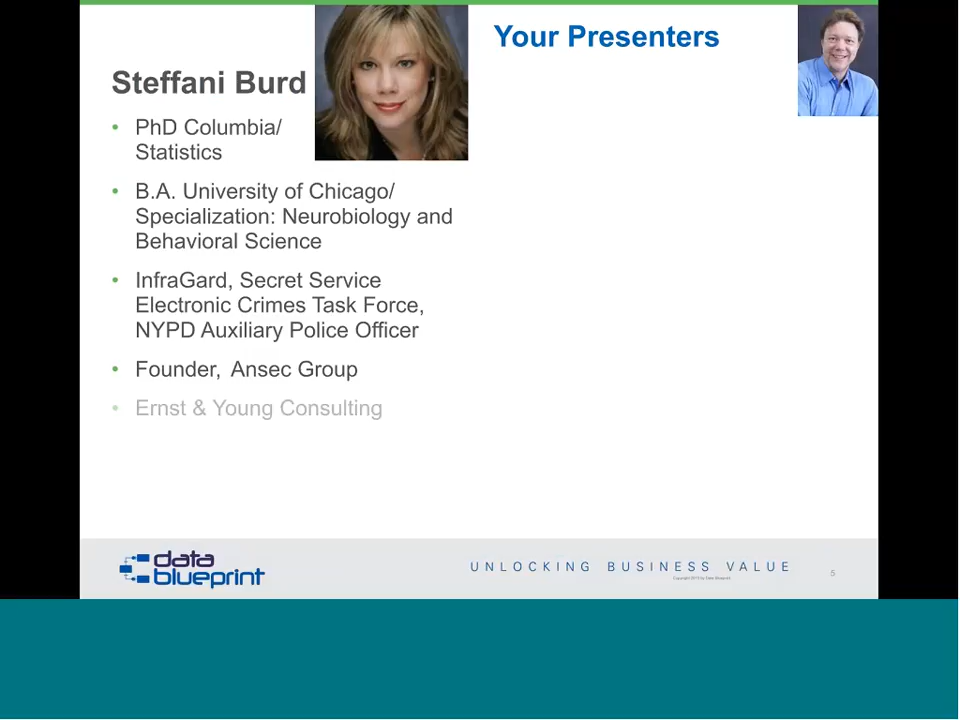 Your Presenters
Steffani Burd
• PhD Columbia/
Statistics
• B.A. University of Chicago/
Specialization: Neurobiology and
Behavioral Science
• InfraGard, Secret Service
Electronic Crimes Task Force,
NYPD Auxiliary Police Officer
• Founder, Ansec Group
• Ernst & Young Consulting
data
blueprint
UNLOCKING BUSINESS VALUE
5